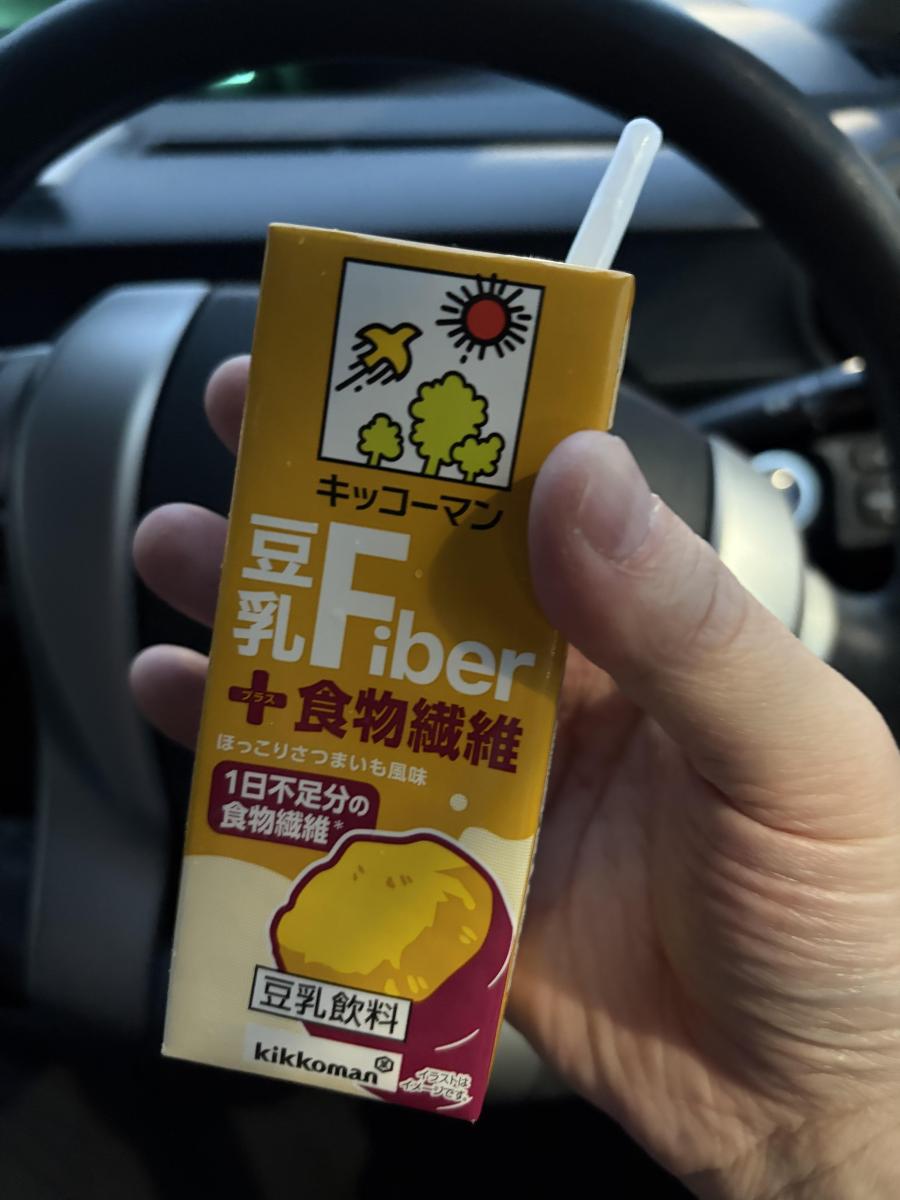 キッコーマン
豆乳Fiber
プラス
食物繊維
ほっこりさつまいも風味
1日不足分の
食物繊維*
豆乳飲料
kikkoman
イラストは
イメージです。